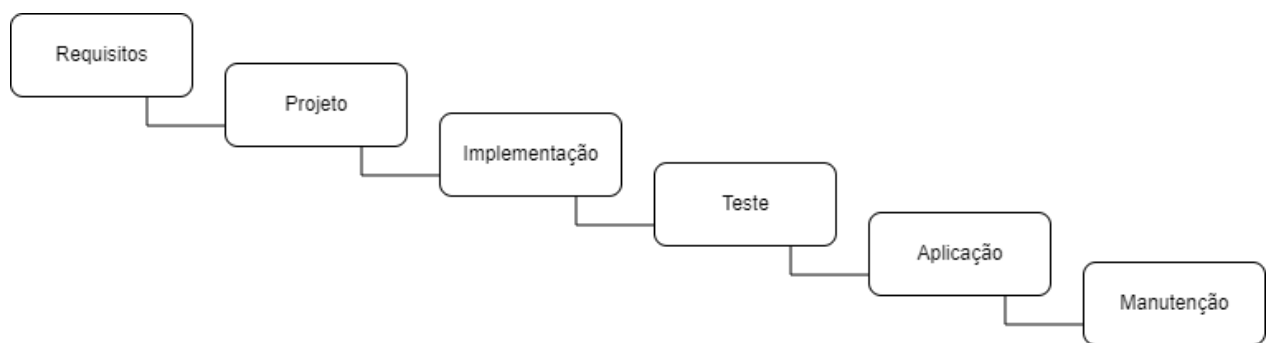 Requisitos
Projeto
Implementação
Teste
Aplicação
Manutenção